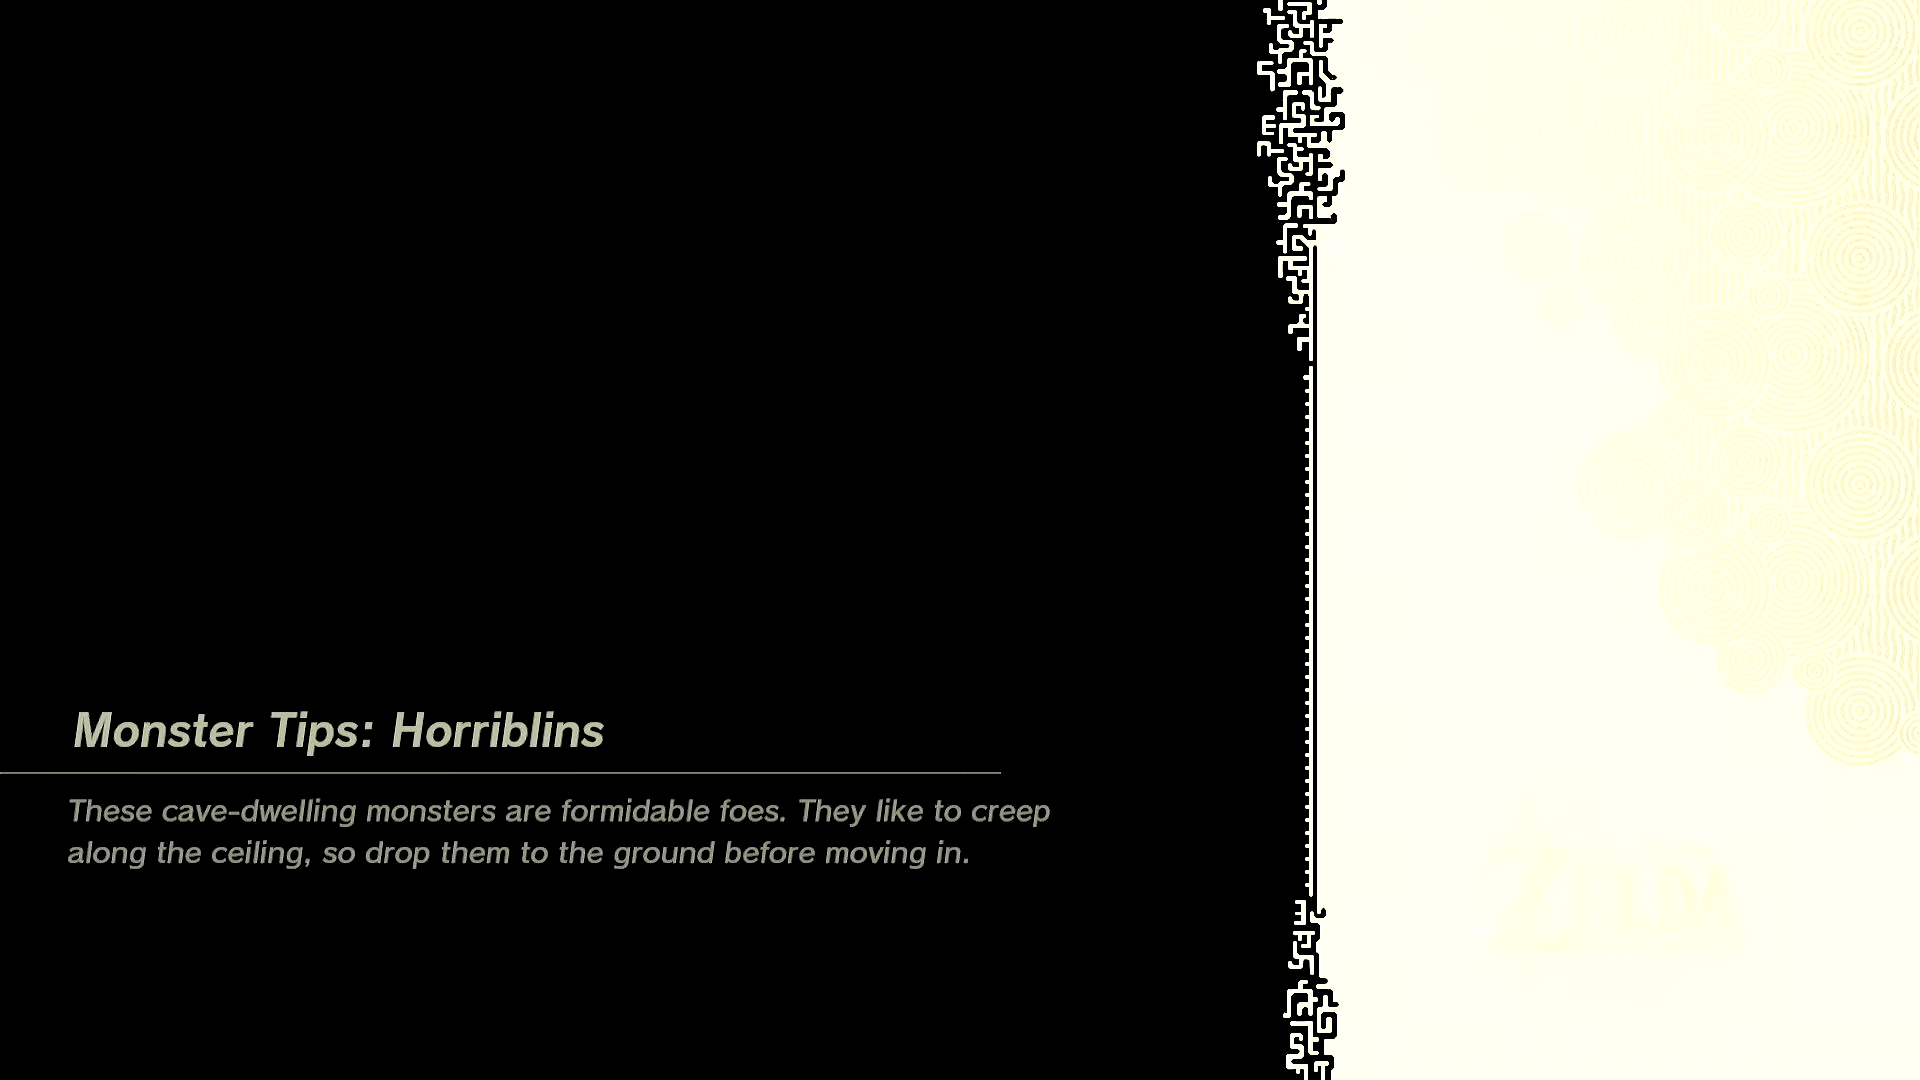 Monster Tips: Horriblins
These cave-dwelling monsters are formidable foes. They like to creep
along the ceiling, so drop them to the ground before moving in.
ZELDA